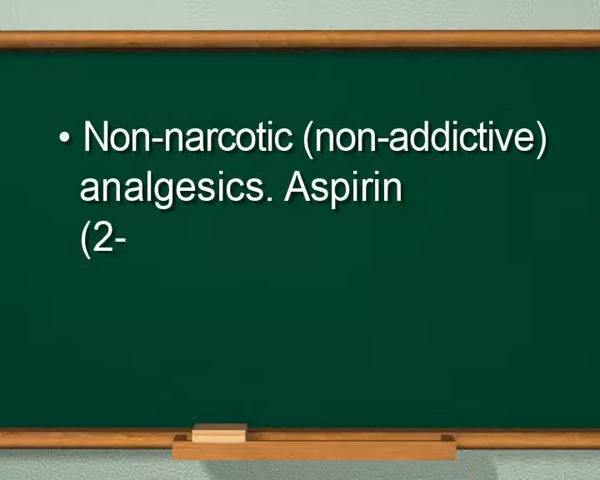 • Non-narcotic (non-addictive)
analgesics. Aspirin
(2-